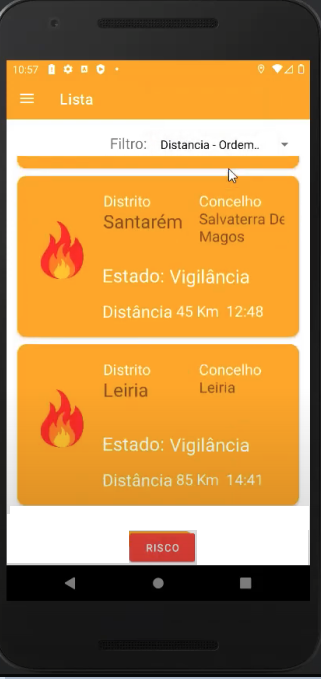 10:57
Lista
Filtro: Distancia - Ordem..
Distrito Concelho
Santarém Salvaterra De
Magos
Estado: Vigilância
Distância 45 Km 12:48
Distrito Concelho
Leiria Leiria
Estado: Vigilância
Distância 85 Km 14:41
RISCO